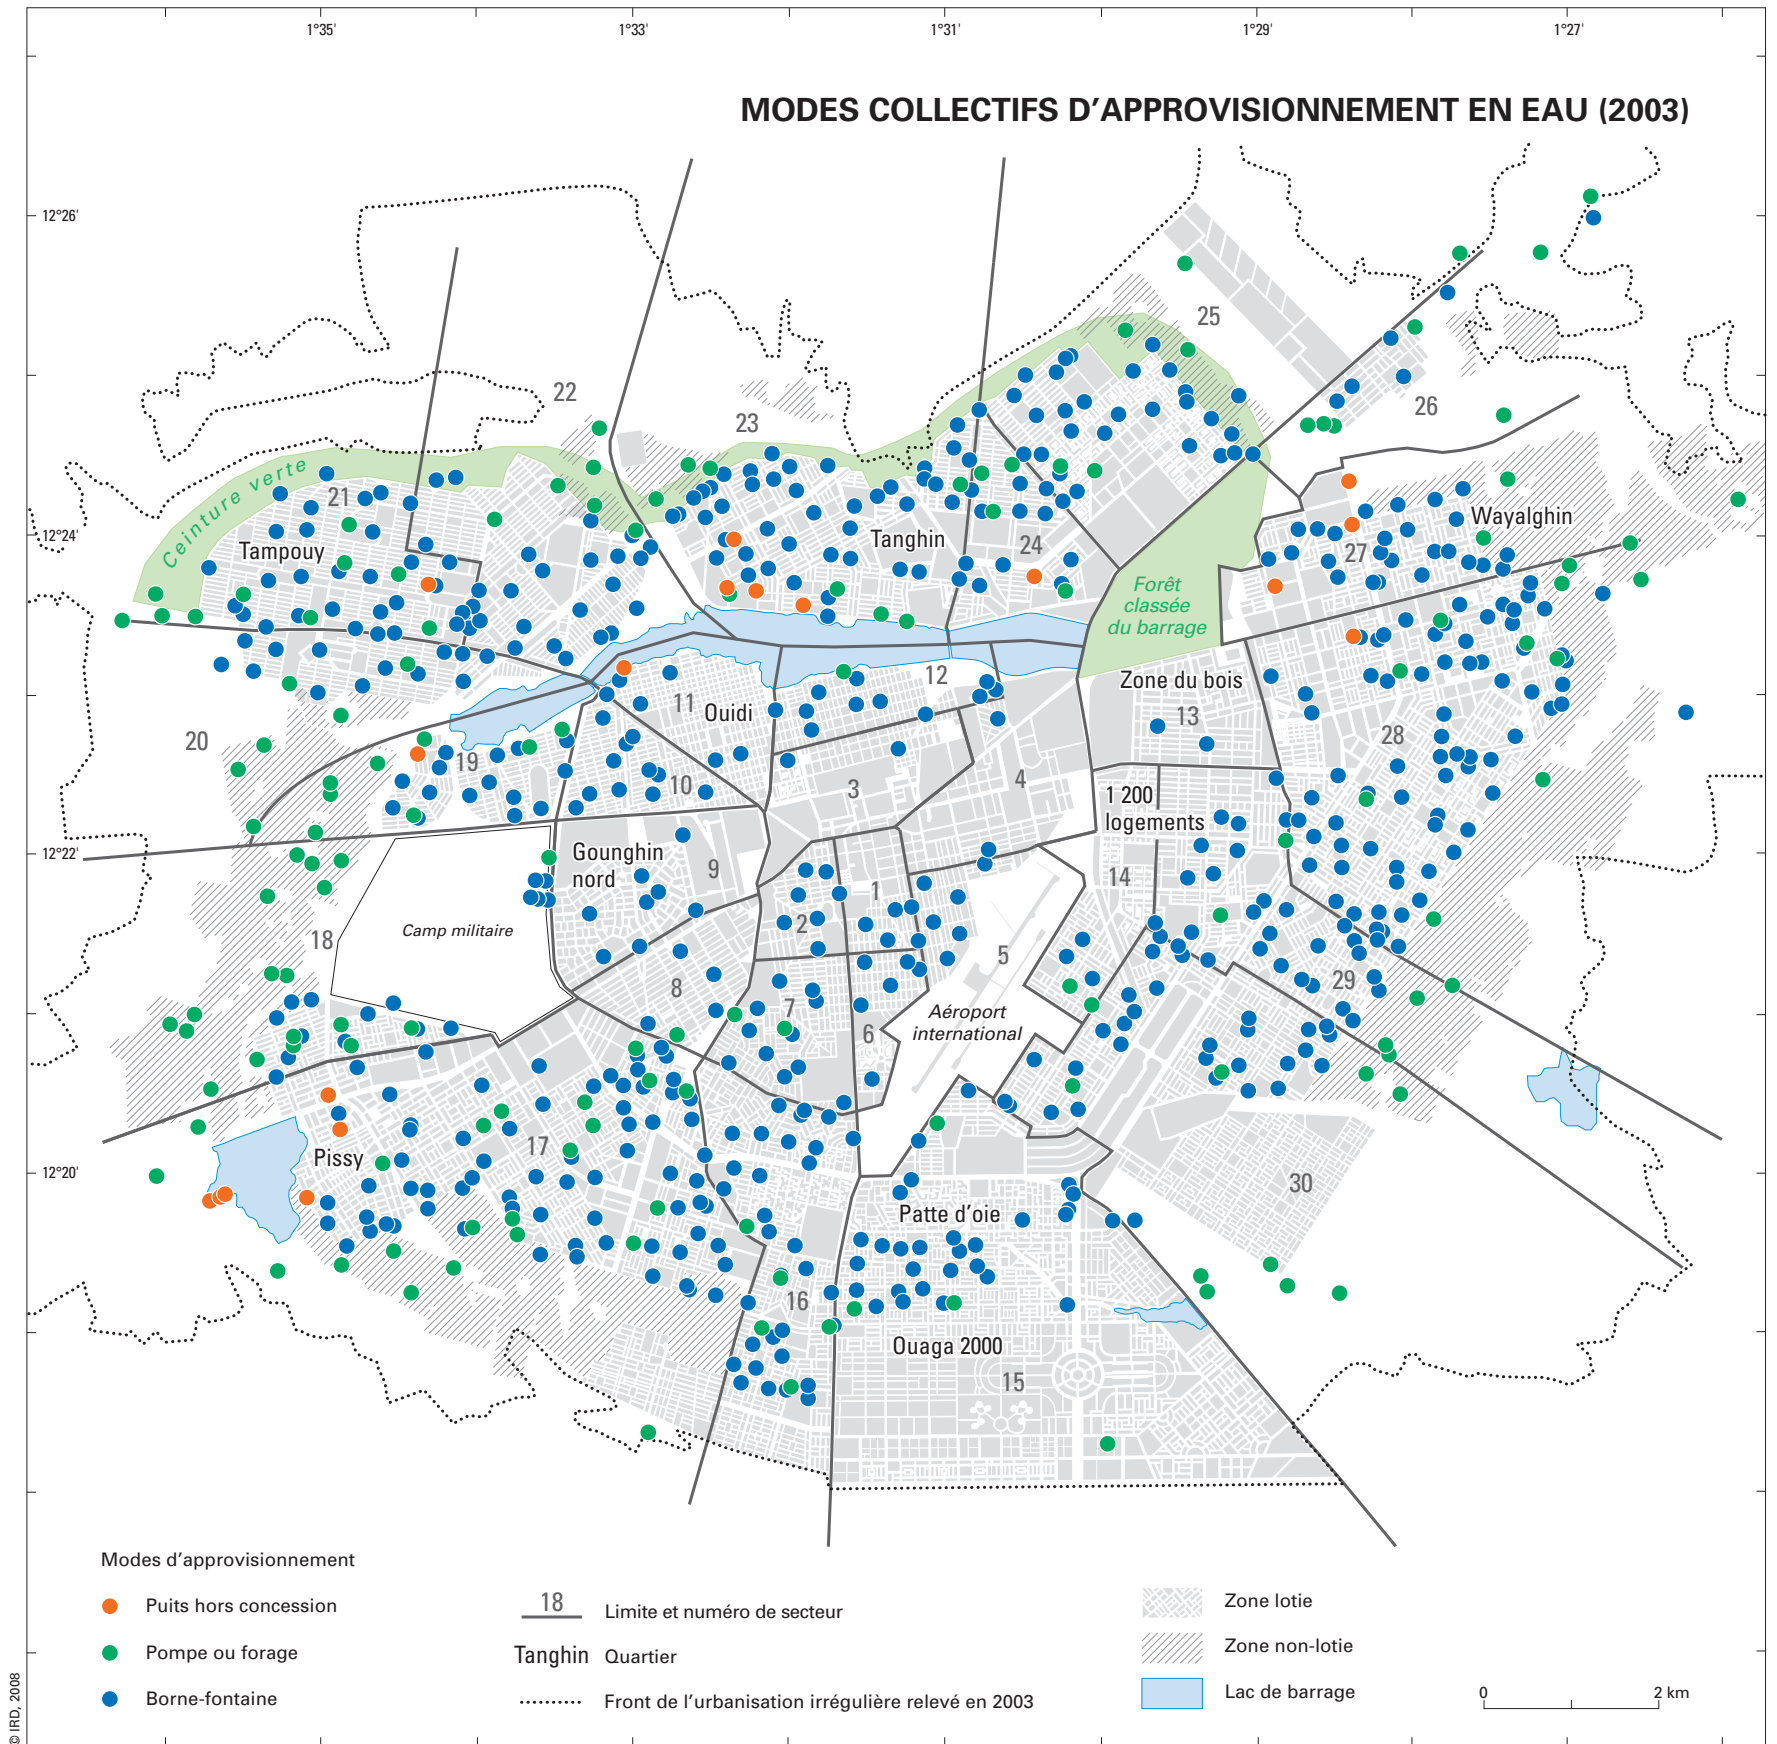 1°35'
1°33'
1°31'
1°29'
1°27'
MODES COLLECTIFS D'APPROVISIONNEMENT EN EAU (2003)
12°26'
25
22
23
26
Ceinture verte
21
Tampouy
12°24'
Tanghin
24
Wayalghin
27
Forêt
classée
du barrage
12
Zone du bois
13
11
Ouidi
20
19
28
10
3
4
1 200
logements
12°22'
Gounghin
nord
9
14
1
2
18
Camp militaire
5
29
8
7
6
Aéroport
international
17
Pissy
12°20'
30
Patte d'oie
16
Ouaga 2000
15
Modes d'approvisionnement
Puits hors concession
Pompe ou forage
Borne-fontaine
18
Limite et numéro de secteur
Tanghin
Quartier
Front de l'urbanisation irrégulière relevé en 2003
Zone lotie
Zone non-lotie
Lac de barrage
0
2 km
© IRD, 2008